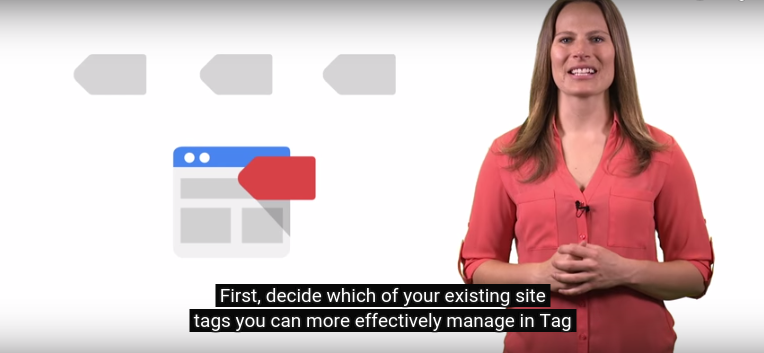 First, decide which of your existing site
tags you can more effectively manage in Tag